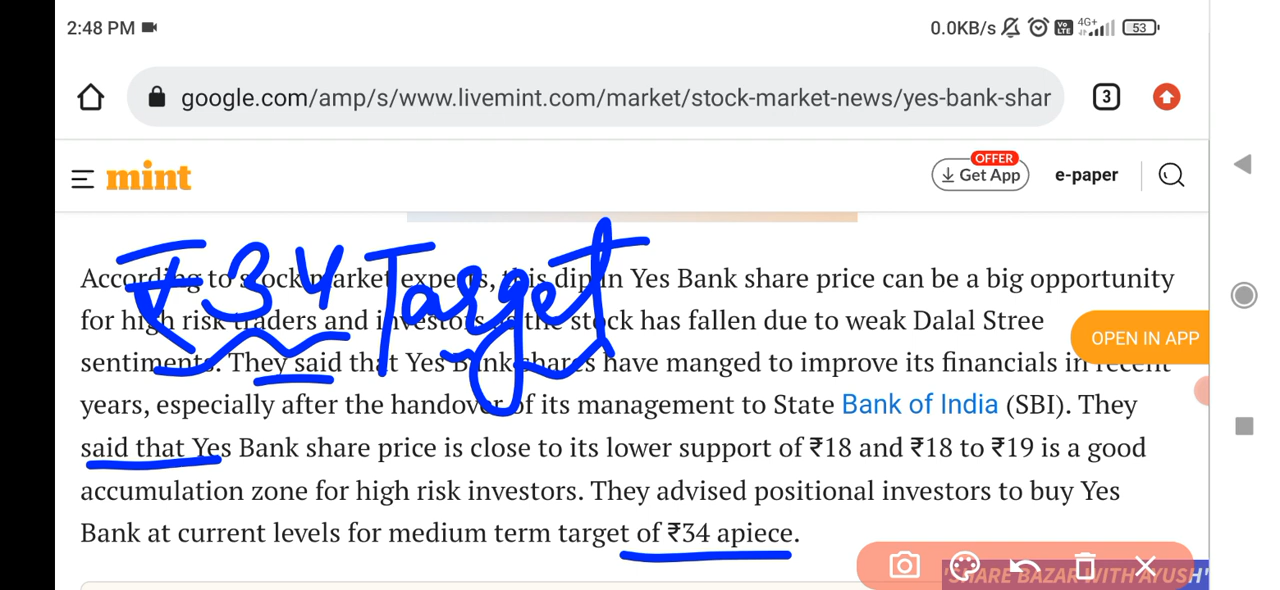 2:48 PM 0.0KB/s Vo LTE 4G+ 53
google.com/amp/s/www.livemint.com/market/stock-market-news/yes-bank-shar 3
mint OFFER Get App e-paper
₹34 Target
According to stock market experts, this dip in Yes Bank share price can be a big opportunity
for high risk traders and investors as the stock has fallen due to weak Dalal Stree
OPEN IN APP
sentiments. They said that Yes Bank shares have manged to improve its financials in recent
years, especially after the handover of its management to State Bank of India (SBI). They
said that Yes Bank share price is close to its lower support of ₹18 and ₹18 to ₹19 is a good
accumulation zone for high risk investors. They advised positional investors to buy Yes
Bank at current levels for medium term target of ₹34 apiece.
"SHARE BAZAR WITH AYUSH"